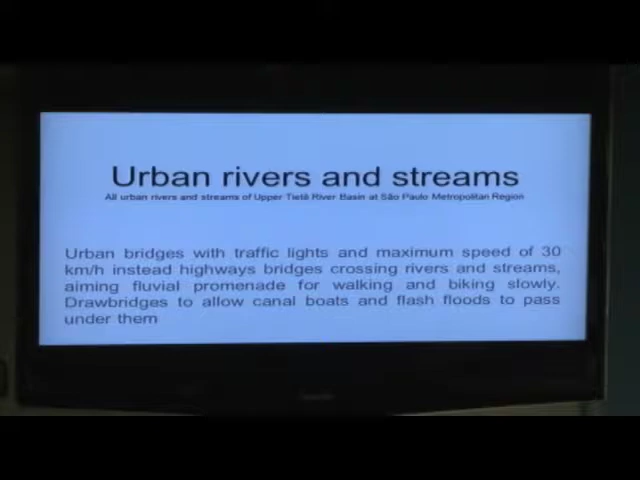 Urban rivers and streams
All urban rivers and streams of Upper Tietê River Basin at São Paulo Metropolitan Region
Urban bridges with traffic lights and maximum speed of 30
km/h instead highways bridges crossing rivers and streams,
aiming fluvial promenade for walking and biking slowly.
Drawbridges to allow canal boats and flash floods to pass
under them